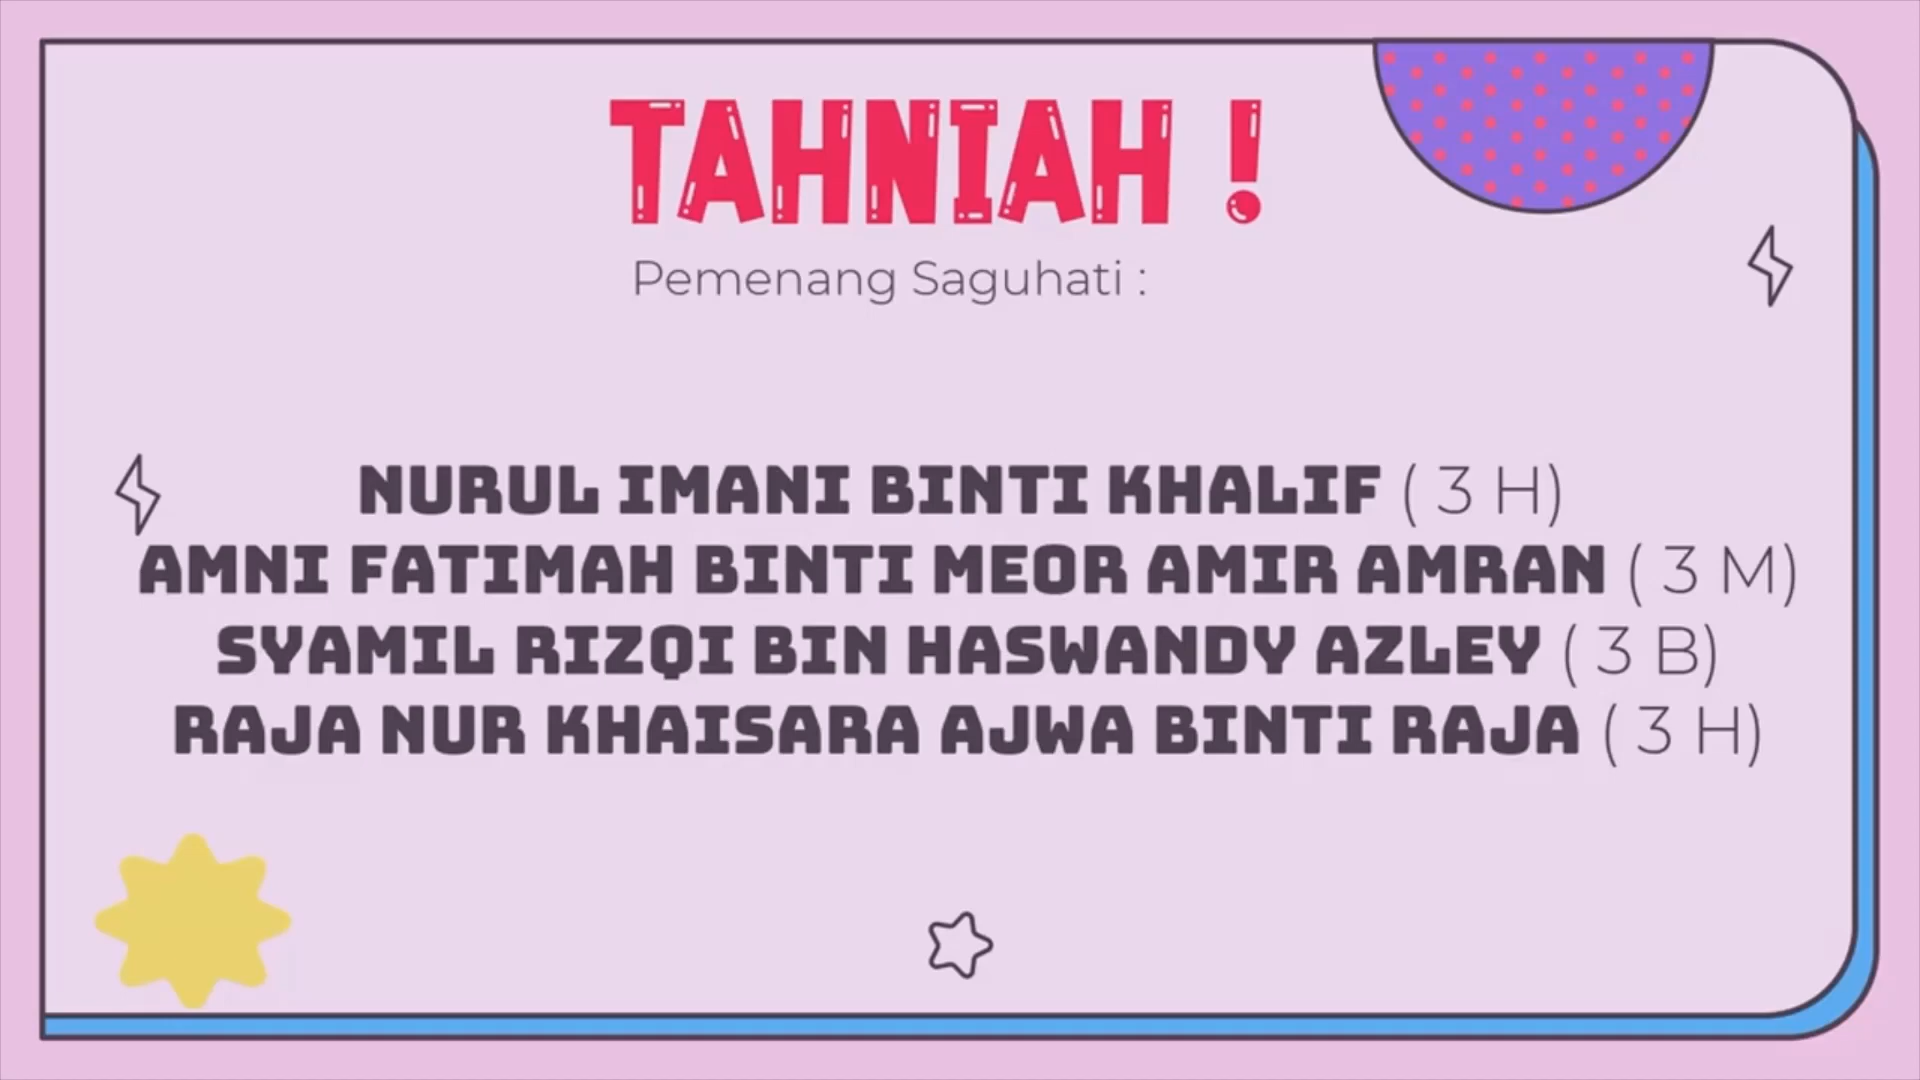 TAHNIAH !
Pemenang Saguhati :
NURUL IMANI BINTI KHALIF ( 3 H)
AMNI FATIMAH BINTI MEOR AMIR AMRAN ( 3 M)
SYAMIL RIZQI BIN HASWANDY AZLEY ( 3 B)
RAJA NUR KHAISARA AJWA BINTI RAJA ( 3 H)